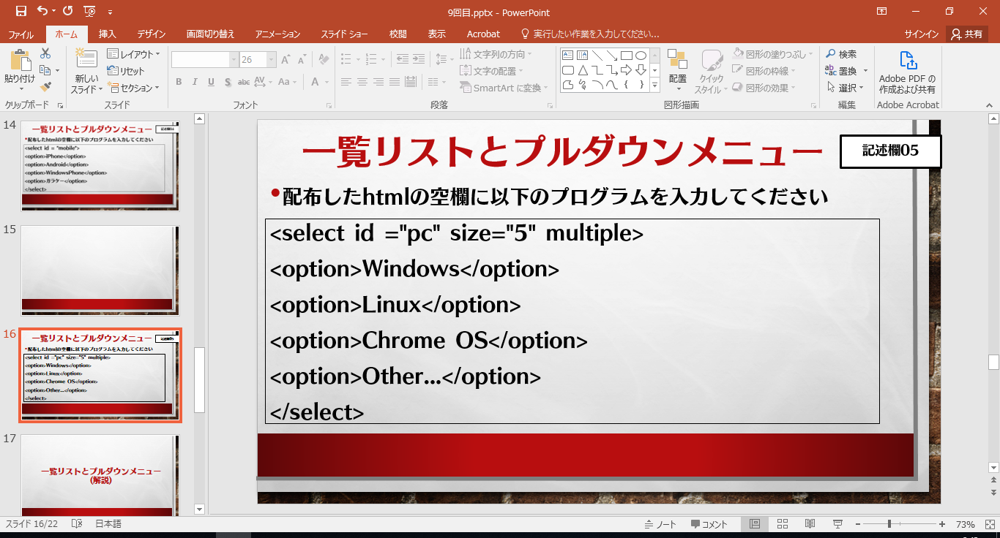 9回目.pptx - PowerPoint
ファイル
ホーム
挿入
デザイン
画面切り替え
アニメーション
スライド ショー
校閲
表示
Acrobat
実行したい作業を入力してください...
サインイン
共有
貼り付け
新しい
スライド
レイアウト
リセット
セクション
26
B I U S abc AV Aa A
文字列の方向
文字の配置
SmartArt に変換
配置
クイック
スタイル
図形の塗りつぶし
図形の枠線
図形の効果
検索
置換
選択
Adobe PDF の
作成および共有
クリップボード
スライド
フォント
段落
図形描画
編集
Adobe Acrobat
14
一覧リストとプルダウンメニュー
記述欄04
•配布したhtmlの空欄に以下のプログラムを入力してください
<select id = "mobile">
<option>iPhone</option>
<option>Android</option>
<option>WindowsPhone</option>
<option>ガラケー</option>
</select>
15
16
一覧リストとプルダウンメニュー
記述欄05
•配布したhtmlの空欄に以下のプログラムを入力してください
<select id ="pc" size="5" multiple>
<option>Windows</option>
<option>Linux</option>
<option>Chrome OS</option>
<option>Other...</option>
</select>
17
一覧リストとプルダウンメニュー
(解説)
一覧リストとプルダウンメニュー
記述欄05
•配布したhtmlの空欄に以下のプログラムを入力してください
<select id ="pc" size="5" multiple>
<option>Windows</option>
<option>Linux</option>
<option>Chrome OS</option>
<option>Other...</option>
</select>
スライド 16/22
日本語
ノート
コメント
73%